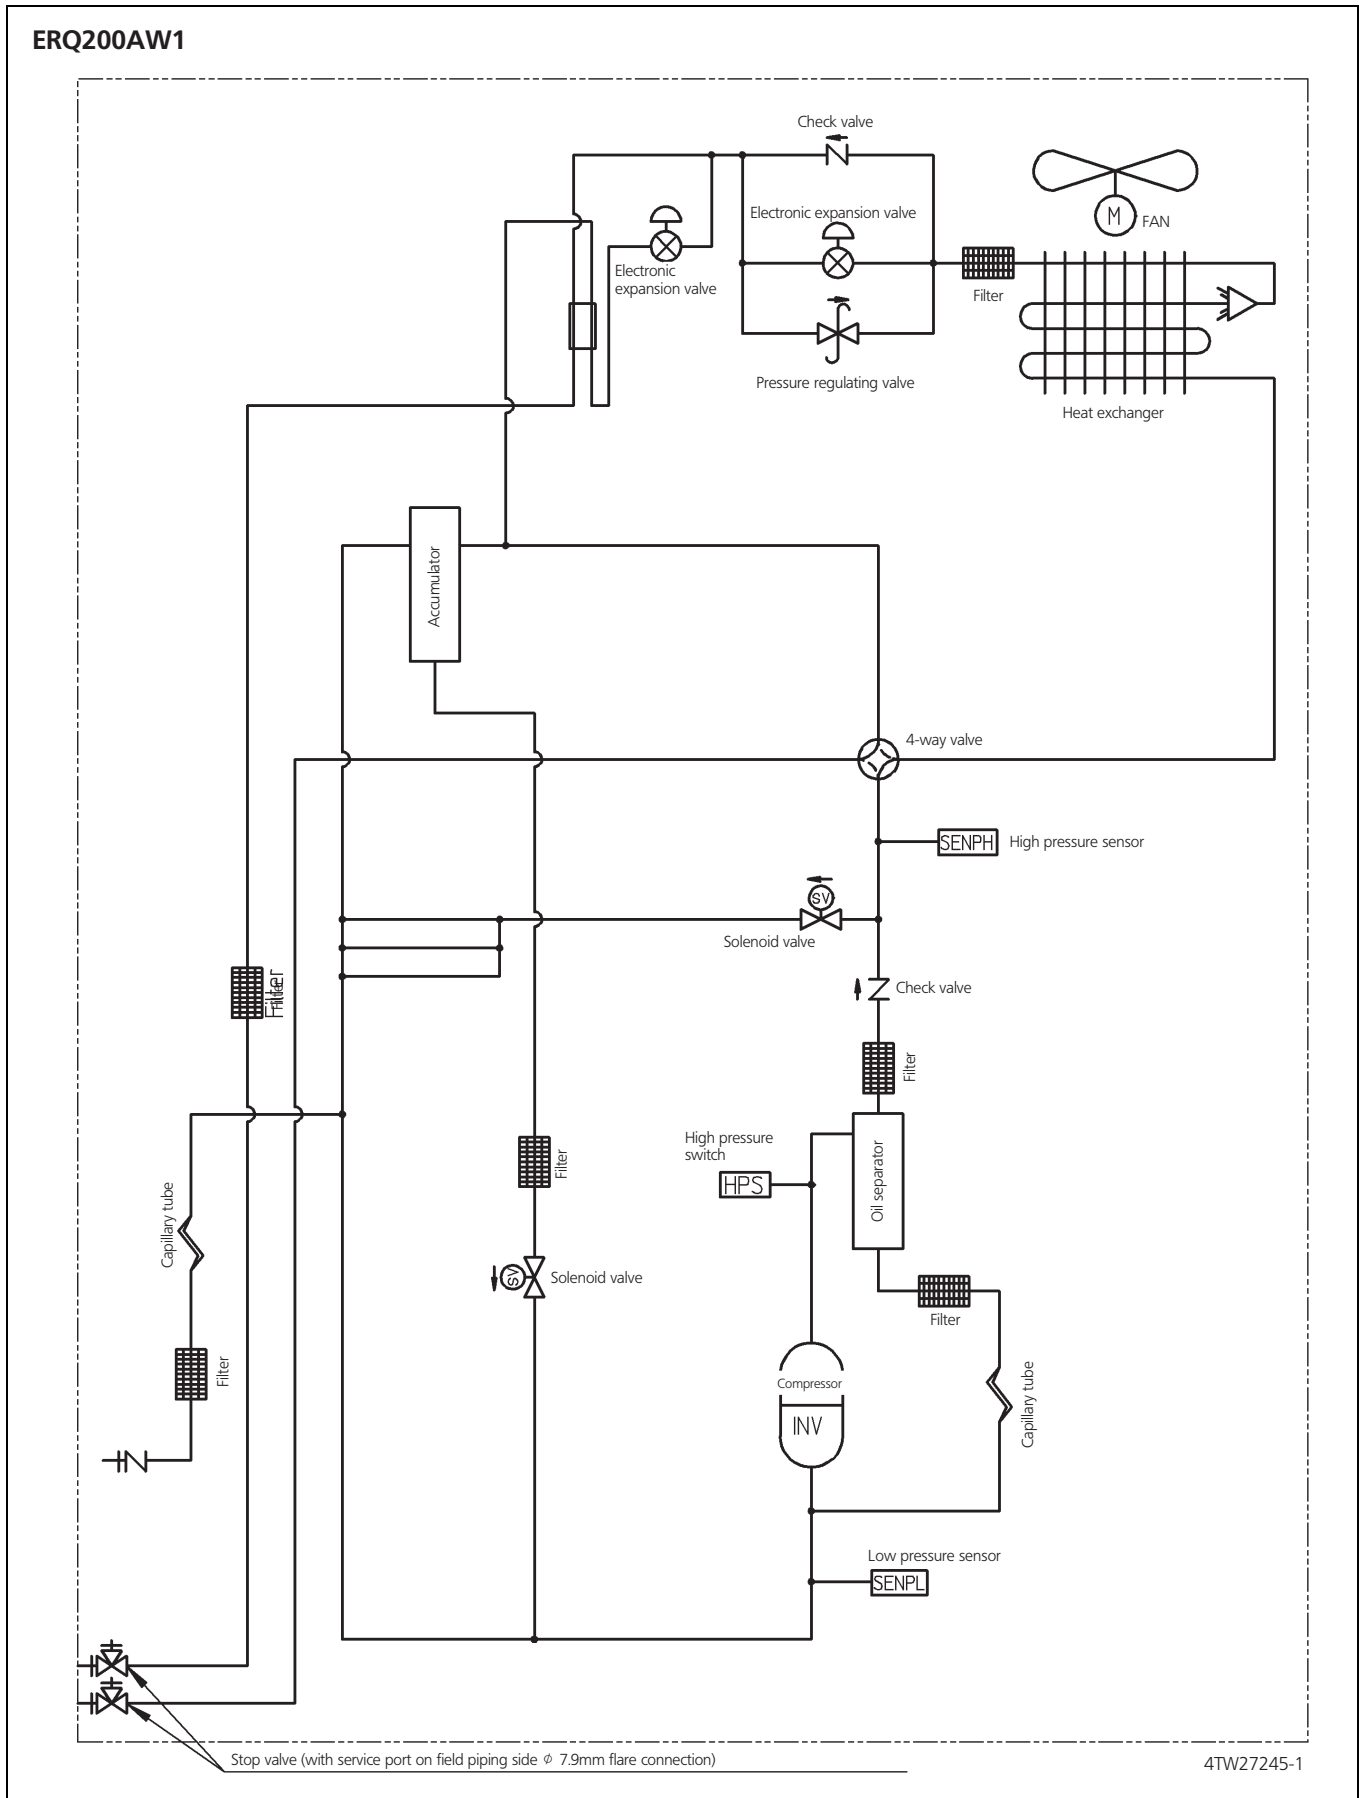 ERQ200AW1
Check valve
Electronic expansion valve
M
FAN
Electronic
expansion valve
Filter
Pressure regulating valve
Heat exchanger
Accumulator
4-way valve
SENPH
High pressure sensor
SV
Solenoid valve
Check valve
Filter
Filter
Filter
High pressure
switch
HPS
Oil separator
Filter
Capillary tube
SV
Solenoid valve
Filter
Filter
Compressor
INV
Capillary tube
Low pressure sensor
SENPL
Stop valve (with service port on field piping side ϕ 7.9mm flare connection)
4TW27245-1